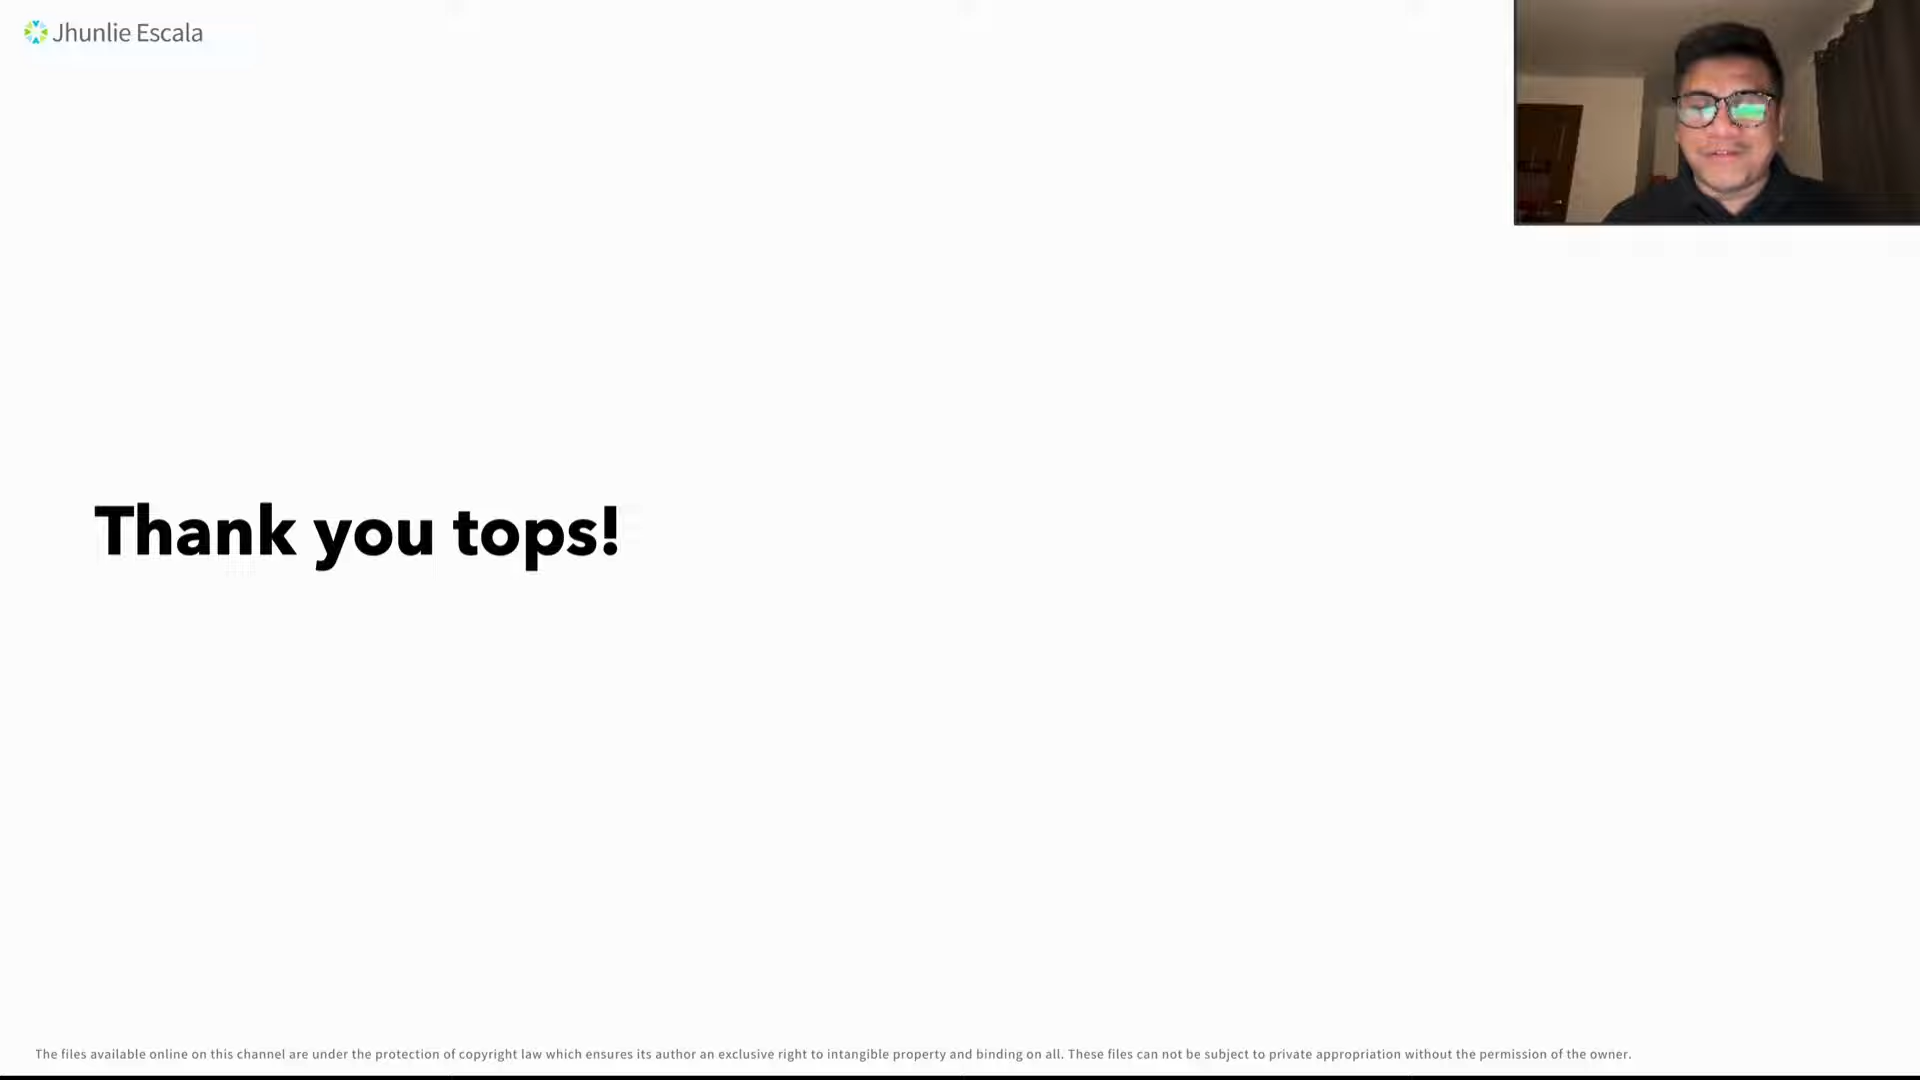 Jhunlie Escala
Thank you tops!
The files available online on this channel are under the protection of copyright law which ensures its author an exclusive right to intangible property and binding on all. These files can not be subject to private appropriation without the permission of the owner.